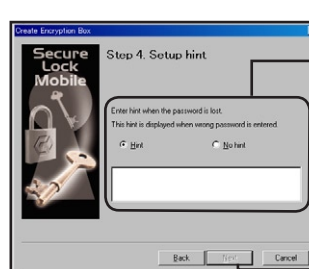 Create Encryption Box
Secure
Lock
Mobile
Step 4. Setup hint
Enter hint when the password is lost.
This hint is displayed when wrong password is entered.
Hint
No hint
Back
Next
Cancel